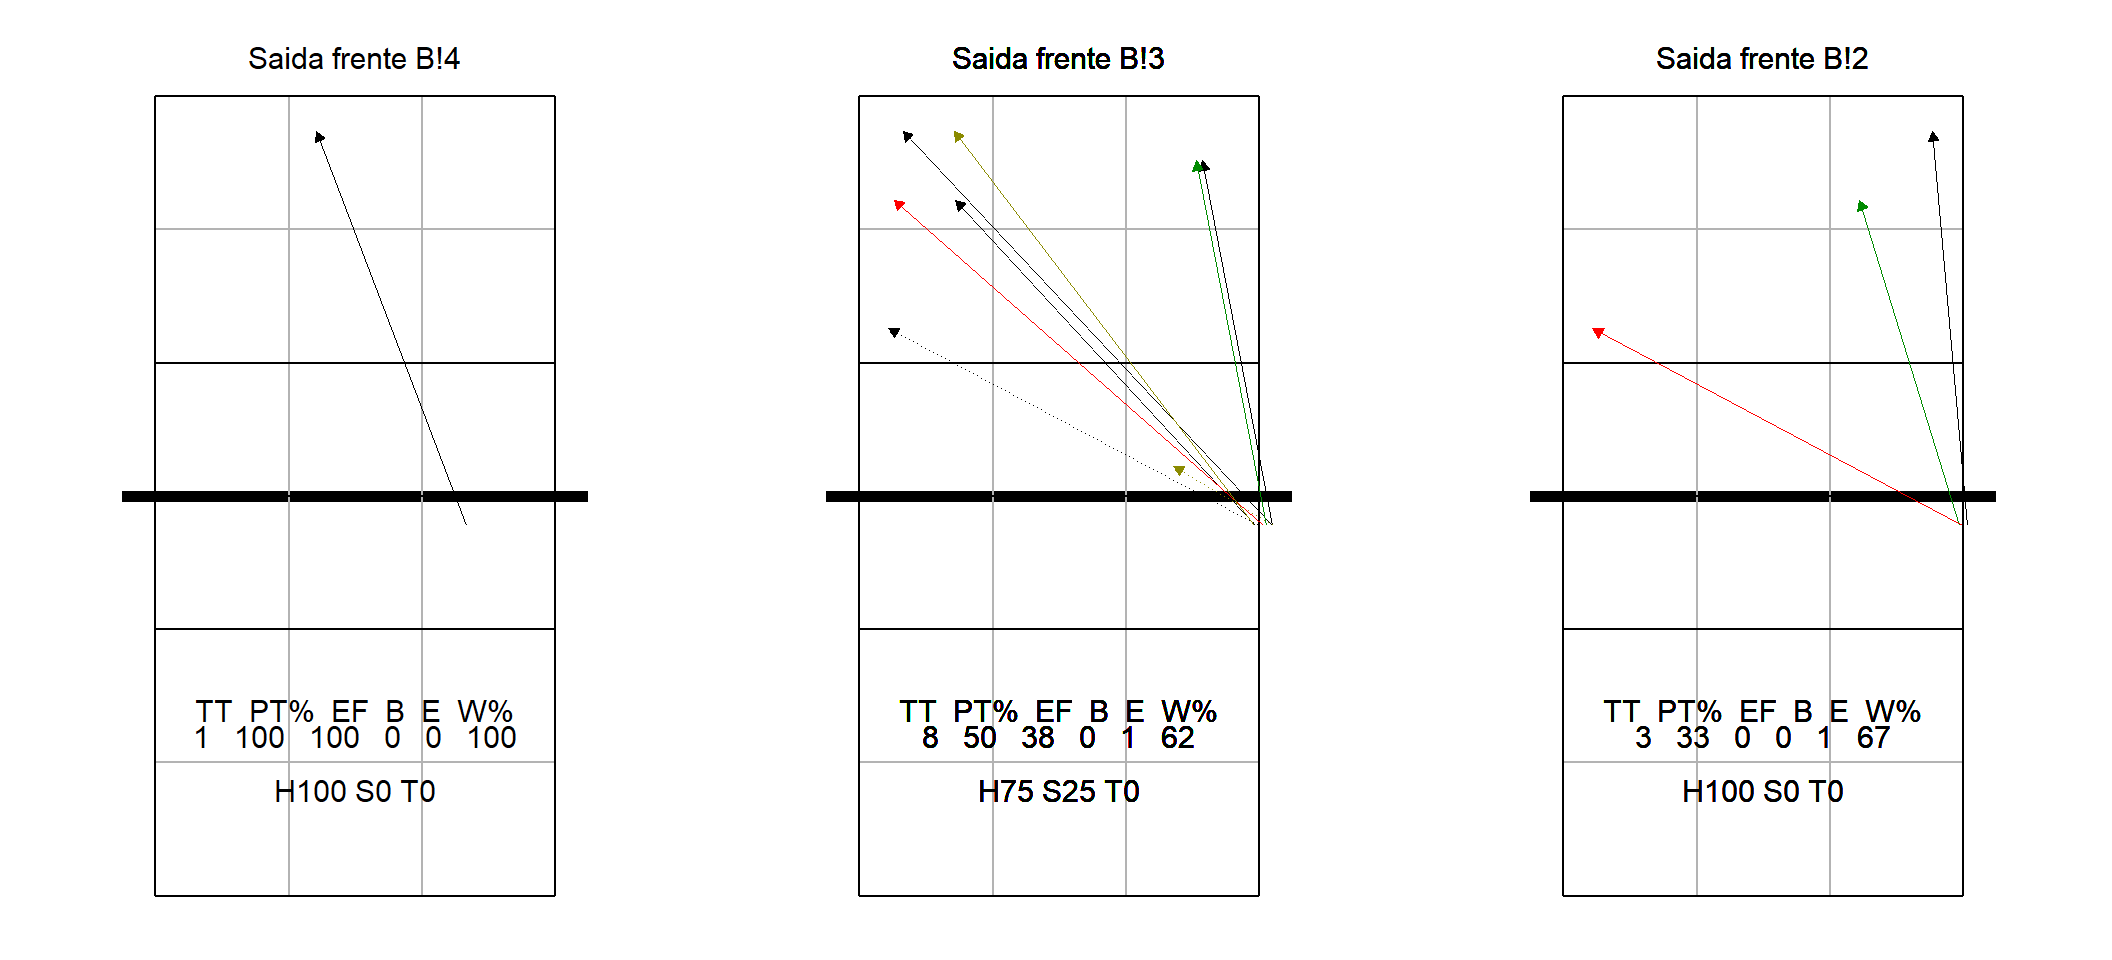 Saida frente B!4
TT PT% EF B E W%
1 100 100 0 0 100
H100 S0 T0
Saida frente B!3
TT PT% EF B E W%
8 50 38 0 1 62
H75 S25 T0
Saida frente B!2
TT PT% EF B E W%
3 33 0 0 1 67
H100 S0 T0